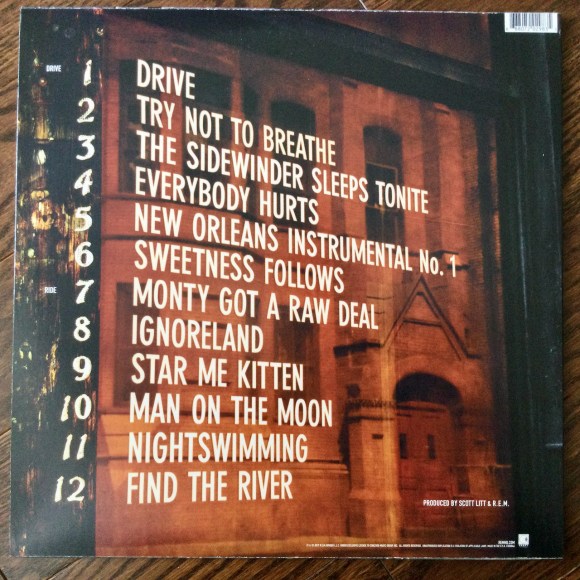 DRIVE 1 DRIVE
2 TRY NOT TO BREATHE
3 THE SIDEWINDER SLEEPS TONITE
4 EVERYBODY HURTS
5 NEW ORLEANS INSTRUMENTAL No. 1
6 SWEETNESS FOLLOWS
RIDE 7 MONTY GOT A RAW DEAL
8 IGNORELAND
9 STAR ME KITTEN
10 MAN ON THE MOON
11 NIGHTSWIMMING
12 FIND THE RIVER
PRODUCED BY SCOTT LITT & R.E.M.